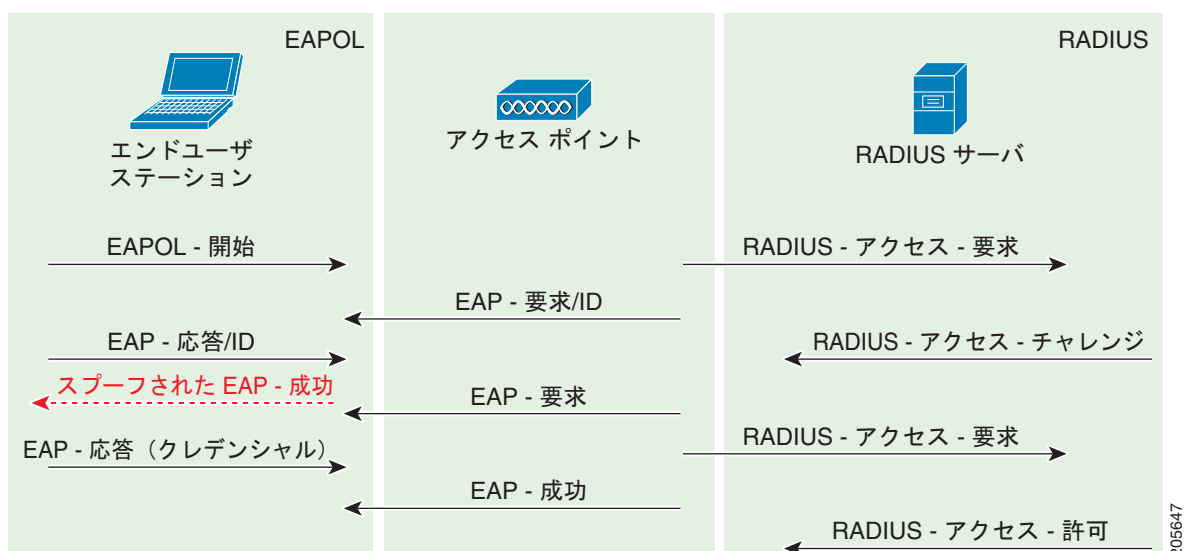 EAPOL
RADIUS
エンドユーザ
ステーション
アクセス ポイント
RADIUS サーバ
EAPOL - 開始
RADIUS - アクセス - 要求
EAP - 要求/ID
EAP - 応答/ID
RADIUS - アクセス - チャレンジ
スプーフされた EAP - 成功
EAP - 要求
EAP - 応答（クレデンシャル）
RADIUS - アクセス - 要求
EAP - 成功
RADIUS - アクセス - 許可
205647